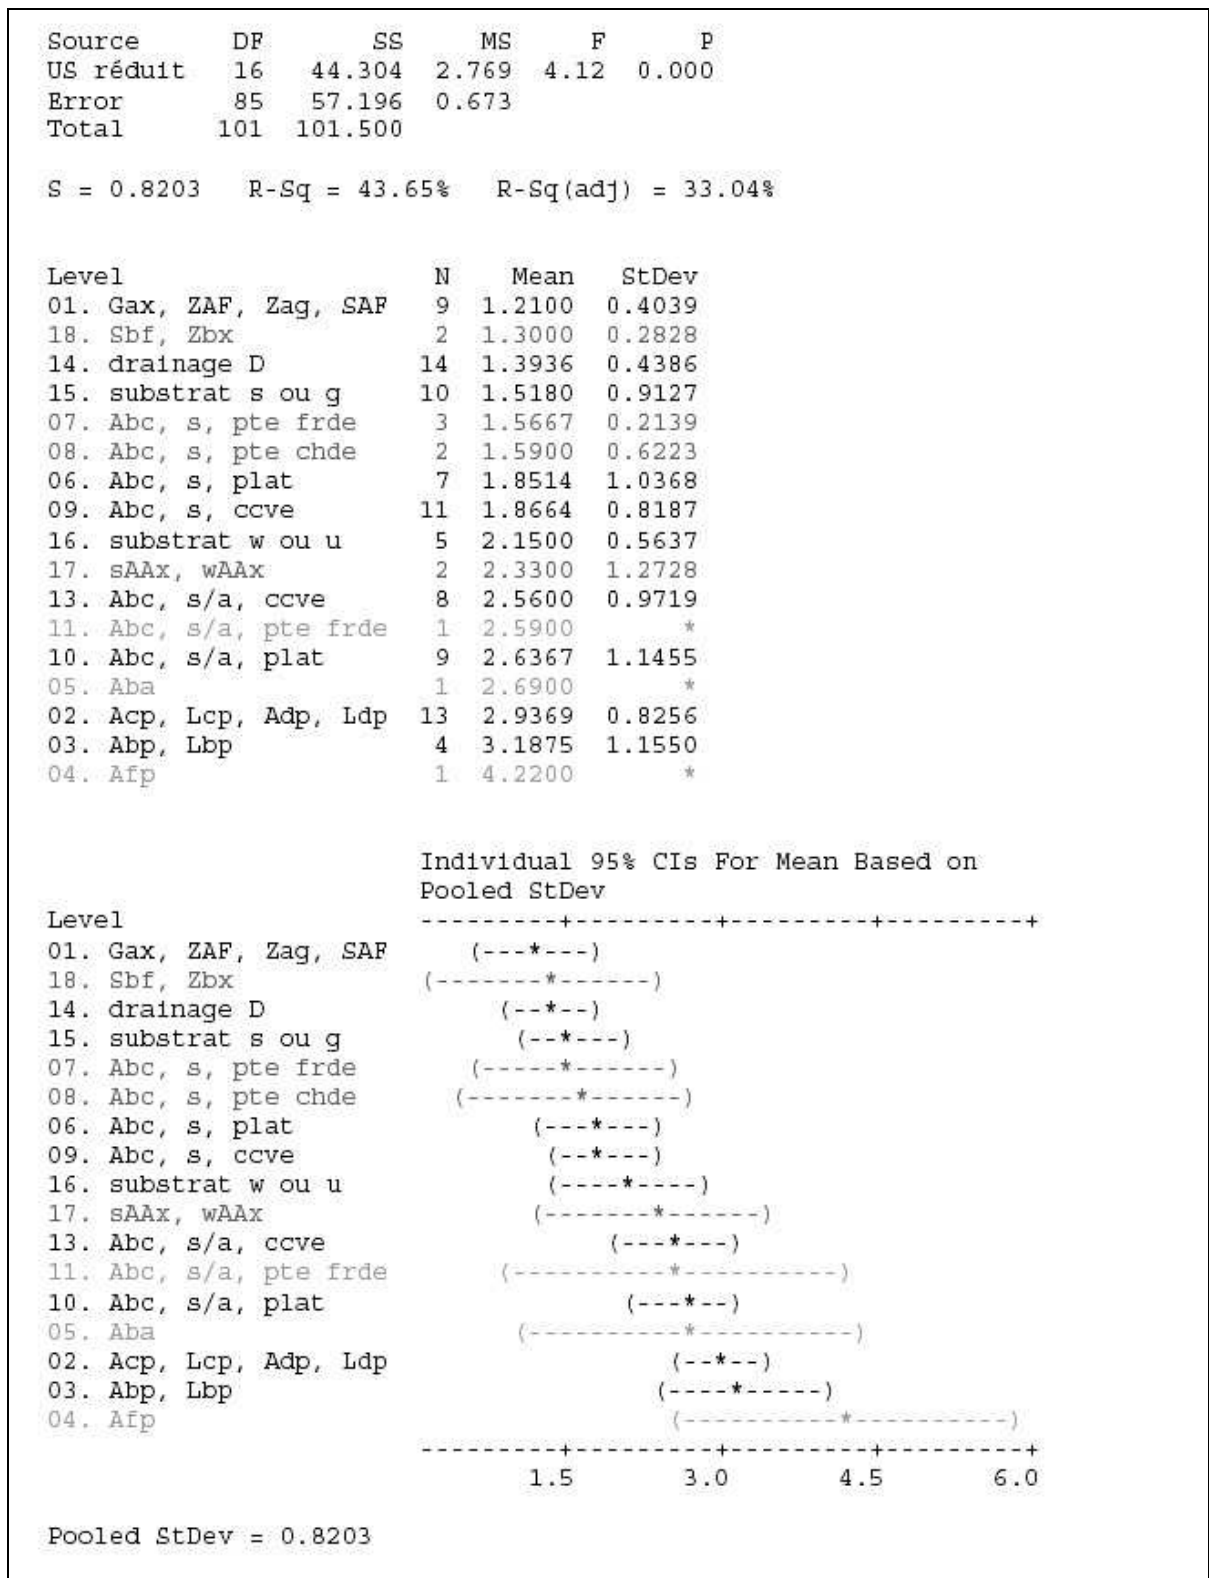 Source DF SS MS F P
US réduit 16 44.304 2.769 4.12 0.000
Error 85 57.196 0.673
Total 101 101.500
S = 0.8203 R-Sq = 43.65% R-Sq(adj) = 33.04%
Level N Mean StDev
01. Gax, ZAF, Zag, SAF 9 1.2100 0.4039
18. Sbf, Zbx 2 1.3000 0.2828
14. drainage D 14 1.3936 0.4386
15. substrat s ou g 10 1.5180 0.9127
07. Abc, s, pte frde 3 1.5667 0.2139
08. Abc, s, pte chde 2 1.5900 0.6223
06. Abc, s, plat 7 1.8514 1.0368
09. Abc, s, ccve 11 1.8664 0.8187
16. substrat w ou u 5 2.1500 0.5637
17. sAAx, wAAx 2 2.3300 1.2728
13. Abc, s/a, ccve 8 2.5600 0.9719
11. Abc, s/a, pte frde 1 2.5900 *
10. Abc, s/a, plat 9 2.6367 1.1455
05. Aba 1 2.6900 *
02. Acp, Lcp, Adp, Ldp 13 2.9369 0.8256
03. Abp, Lbp 4 3.1875 1.1550
04. Afp 1 4.2200 *
Individual 95% CIs For Mean Based on
Pooled StDev
Level ---------+---------+---------+---------+
01. Gax, ZAF, Zag, SAF (---*---)
18. Sbf, Zbx (-------*------)
14. drainage D (--*--)
15. substrat s ou g (--*---)
07. Abc, s, pte frde (-----*------)
08. Abc, s, pte chde (-------*------)
06. Abc, s, plat (---*---)
09. Abc, s, ccve (--*---)
16. substrat w ou u (----*----)
17. sAAx, wAAx (-------*------)
13. Abc, s/a, ccve (---*---)
11. Abc, s/a, pte frde (----------*----------)
10. Abc, s/a, plat (---*--)
05. Aba (----------*----------)
02. Acp, Lcp, Adp, Ldp (--*--)
03. Abp, Lbp (----*-----)
04. Afp (----------*----------)
---------+---------+---------+---------+
1.5 3.0 4.5 6.0
Pooled StDev = 0.8203